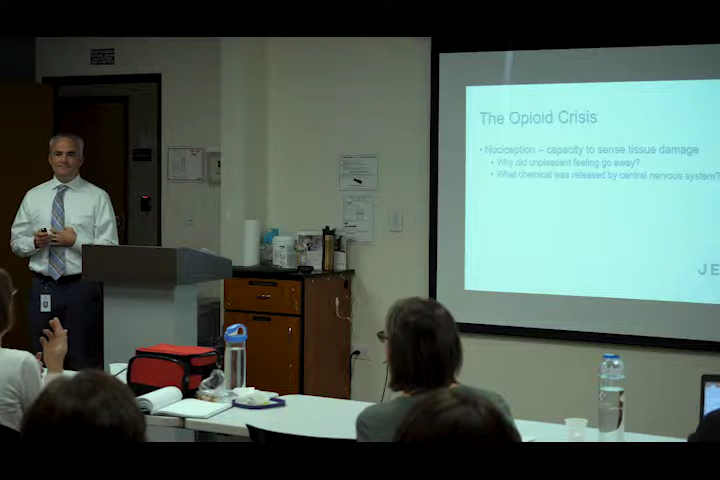 The Opioid Crisis
• Nociception – capacity to sense tissue damage
• Why did unpleasant feeling go away?
• What chemical was released by central nervous system?
JE